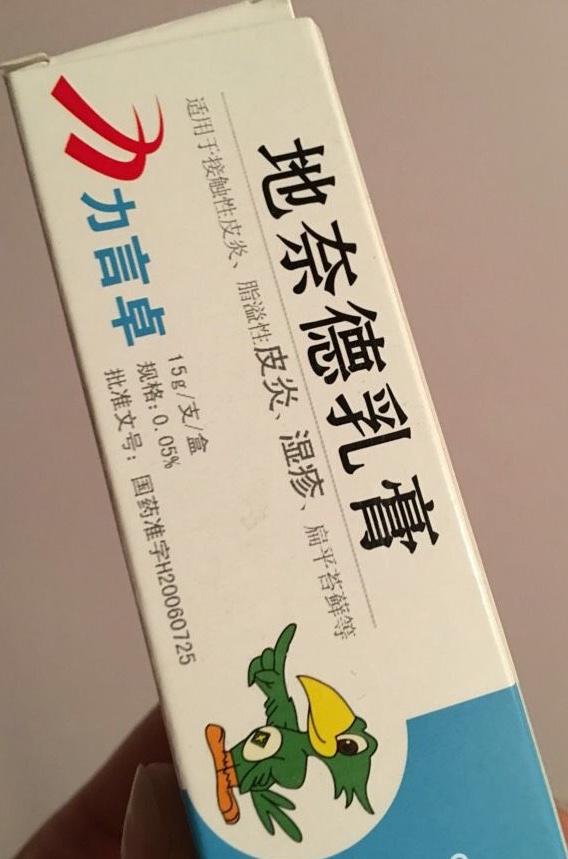 地奈德乳膏
适用于接触性皮炎、脂溢性皮炎、湿疹、扁平苔藓等
力言卓
15g/支/盒
规格:0.05%
批准文号:国药准字H20060725